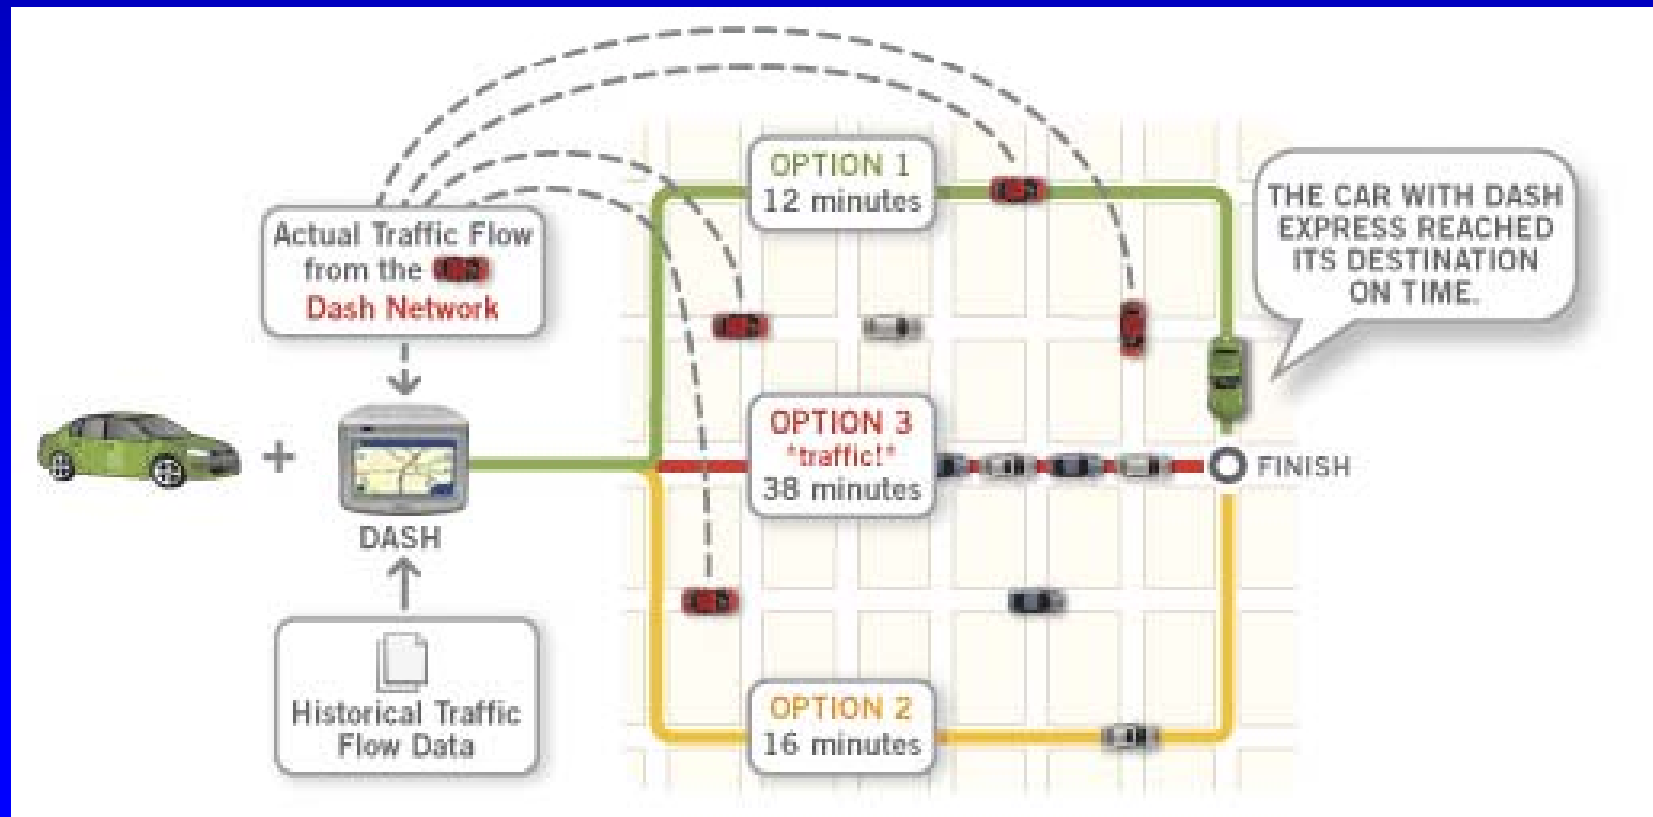 Actual Traffic Flow
from the
Dash Network
DASH
Historical Traffic
Flow Data
OPTION 1
12 minutes
OPTION 3
*traffic!*
38 minutes
OPTION 2
16 minutes
THE CAR WITH DASH
EXPRESS REACHED
ITS DESTINATION
ON TIME.
FINISH